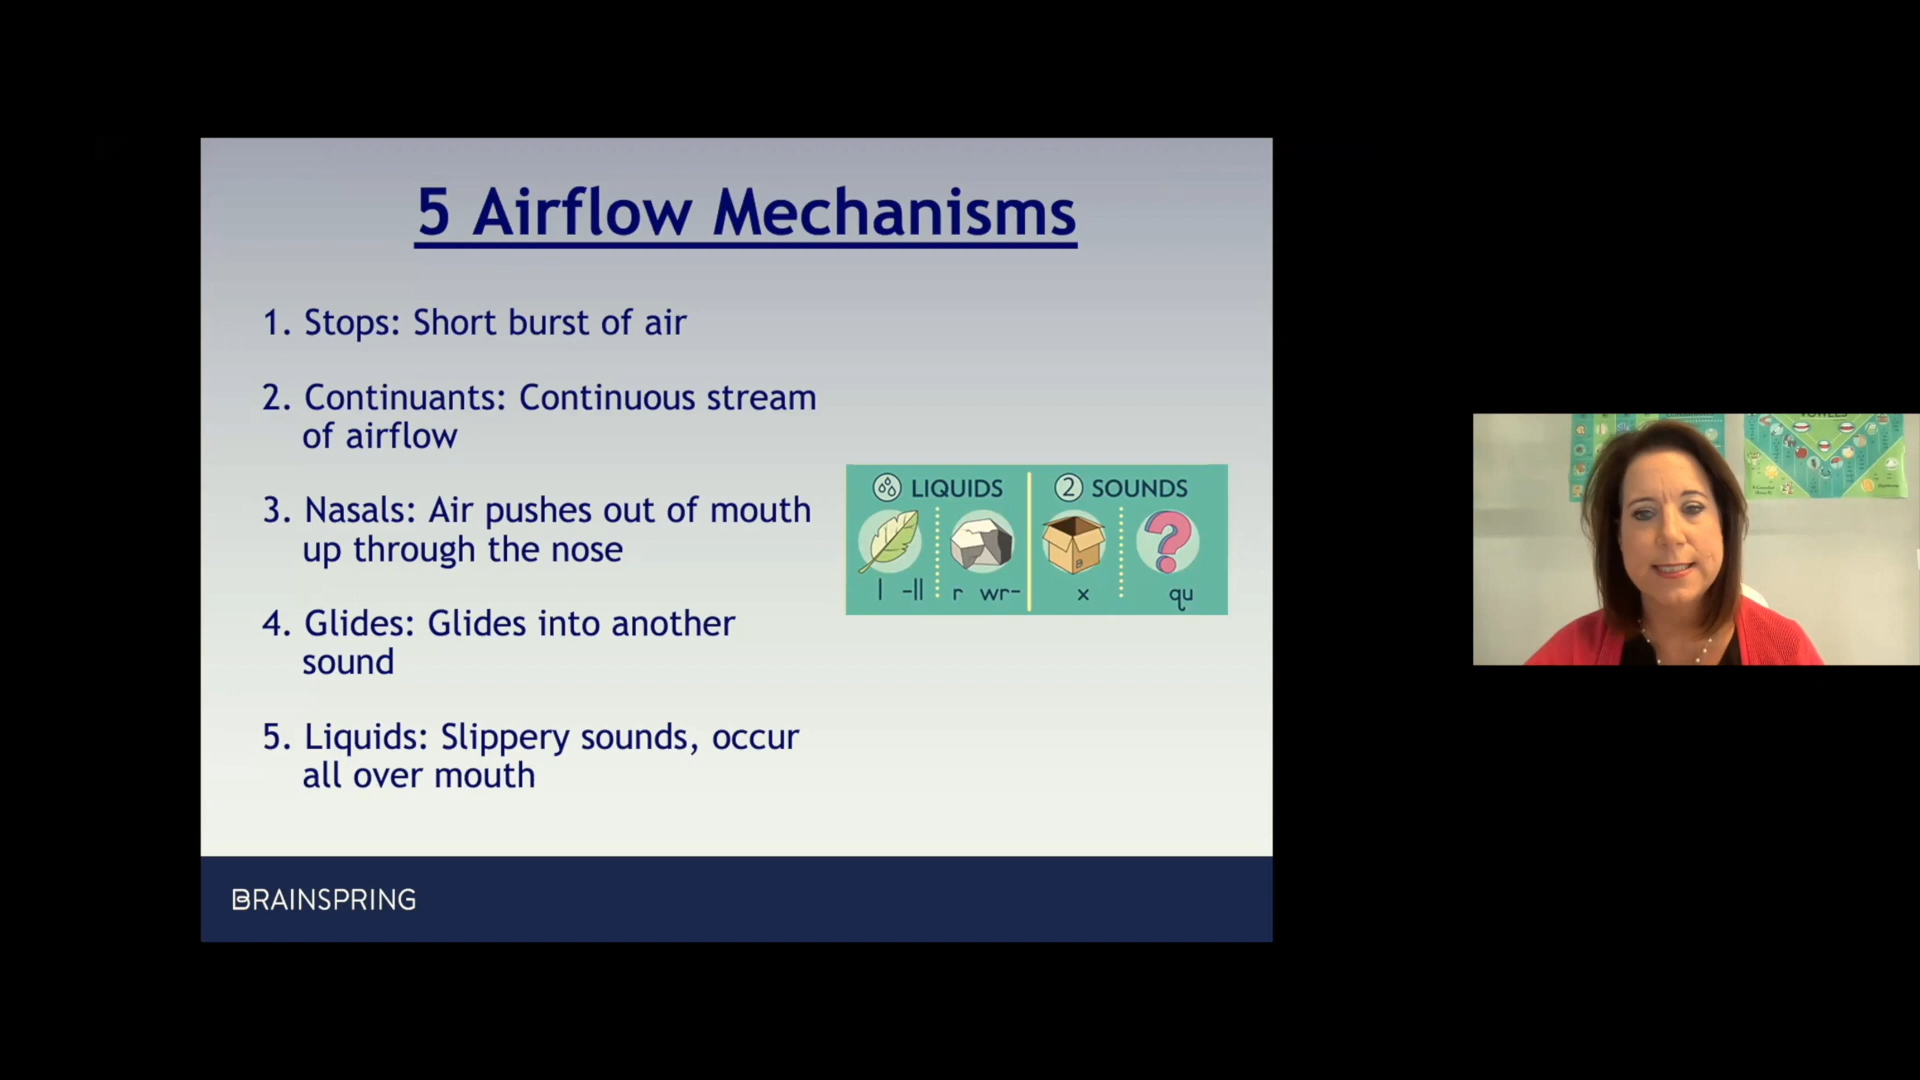 5 Airflow Mechanisms
1. Stops: Short burst of air
2. Continuants: Continuous stream
of airflow
3. Nasals: Air pushes out of mouth
up through the nose
4. Glides: Glides into another
sound
5. Liquids: Slippery sounds, occur
all over mouth
LIQUIDS
l -ll r wr-
2 SOUNDS
x qu
BRAINSPRING